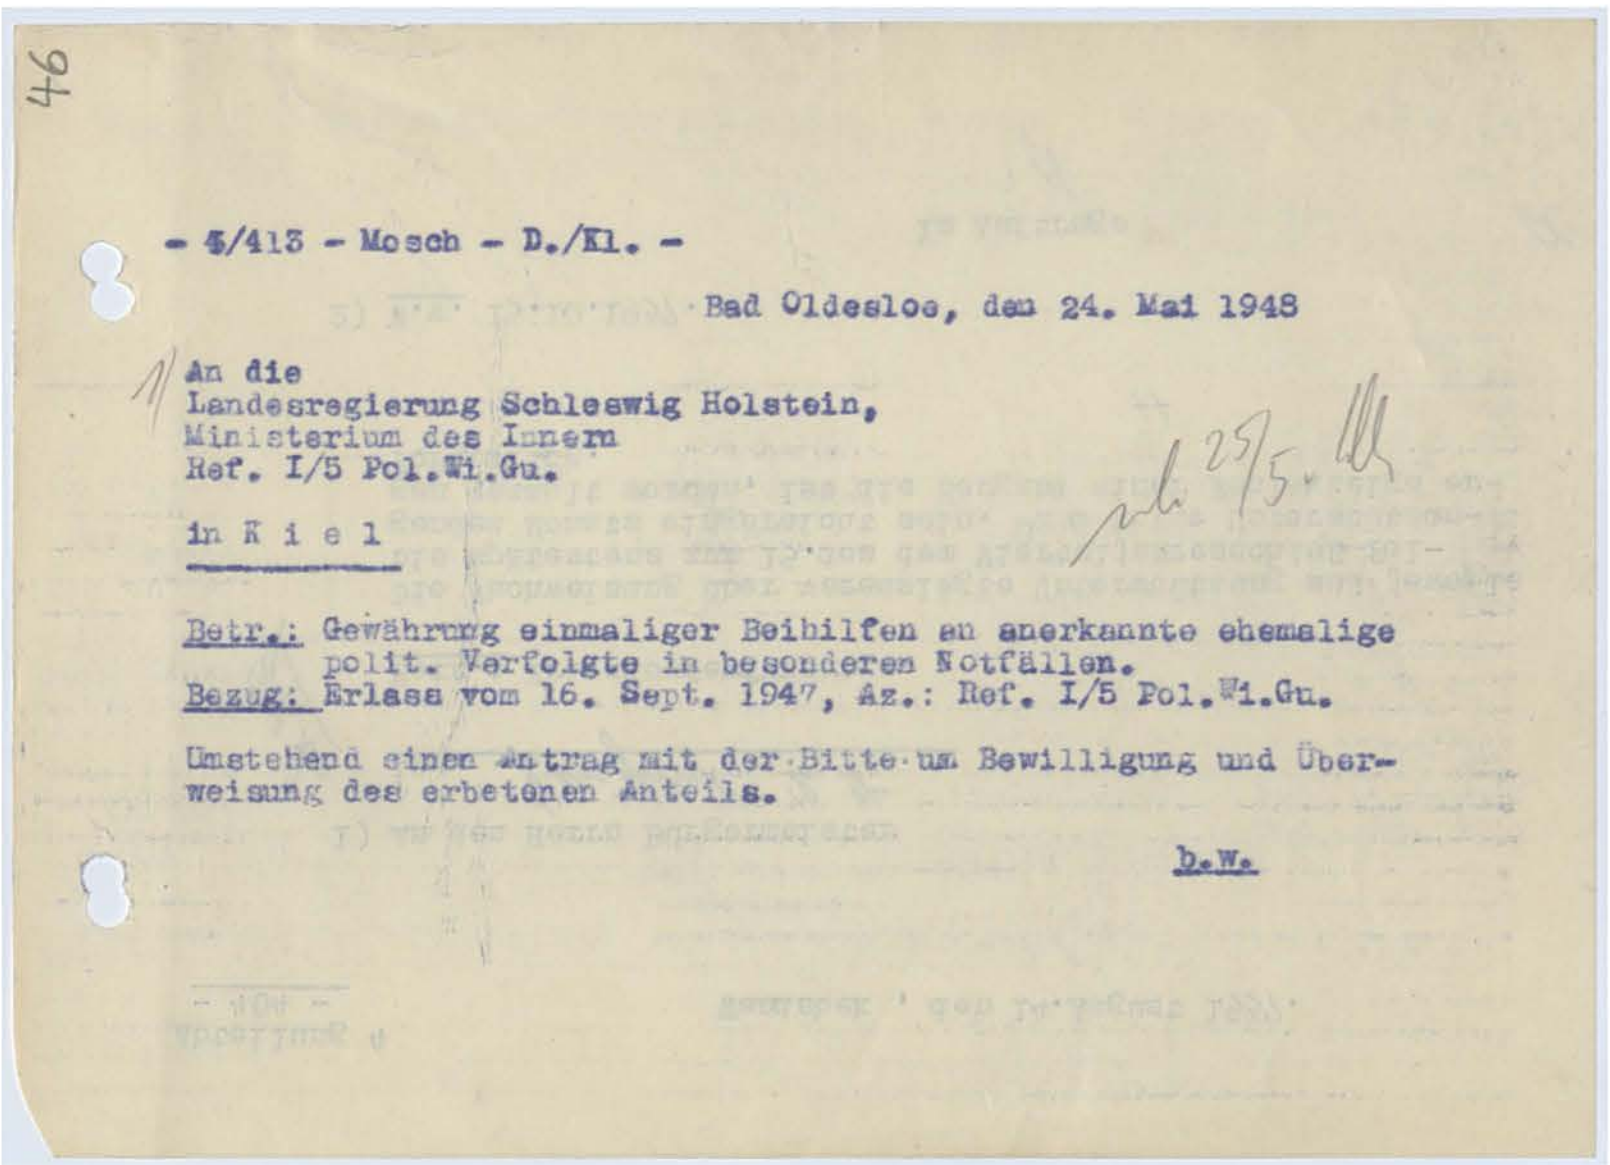 46
- 4/413 - Mosch - D./Kl. -
Bad Oldesloe, den 24. Mai 1948
1/ An die
Landesregierung Schleswig Holstein,
Ministerium des Innern
Ref. I/5 Pol.Wi.Gu.
25/5.
in K i e l
Betr.: Gewährung einmaliger Beihilfen an anerkannte ehemalige
polit. Verfolgte in besonderen Notfällen.
Bezug: Erlass vom 16. Sept. 1947, Az.: Ref. I/5 Pol.Wi.Gu.
Umstehend einen Antrag mit der Bitte um Bewilligung und Über-
weisung des erbetenen Anteils.
b.w.